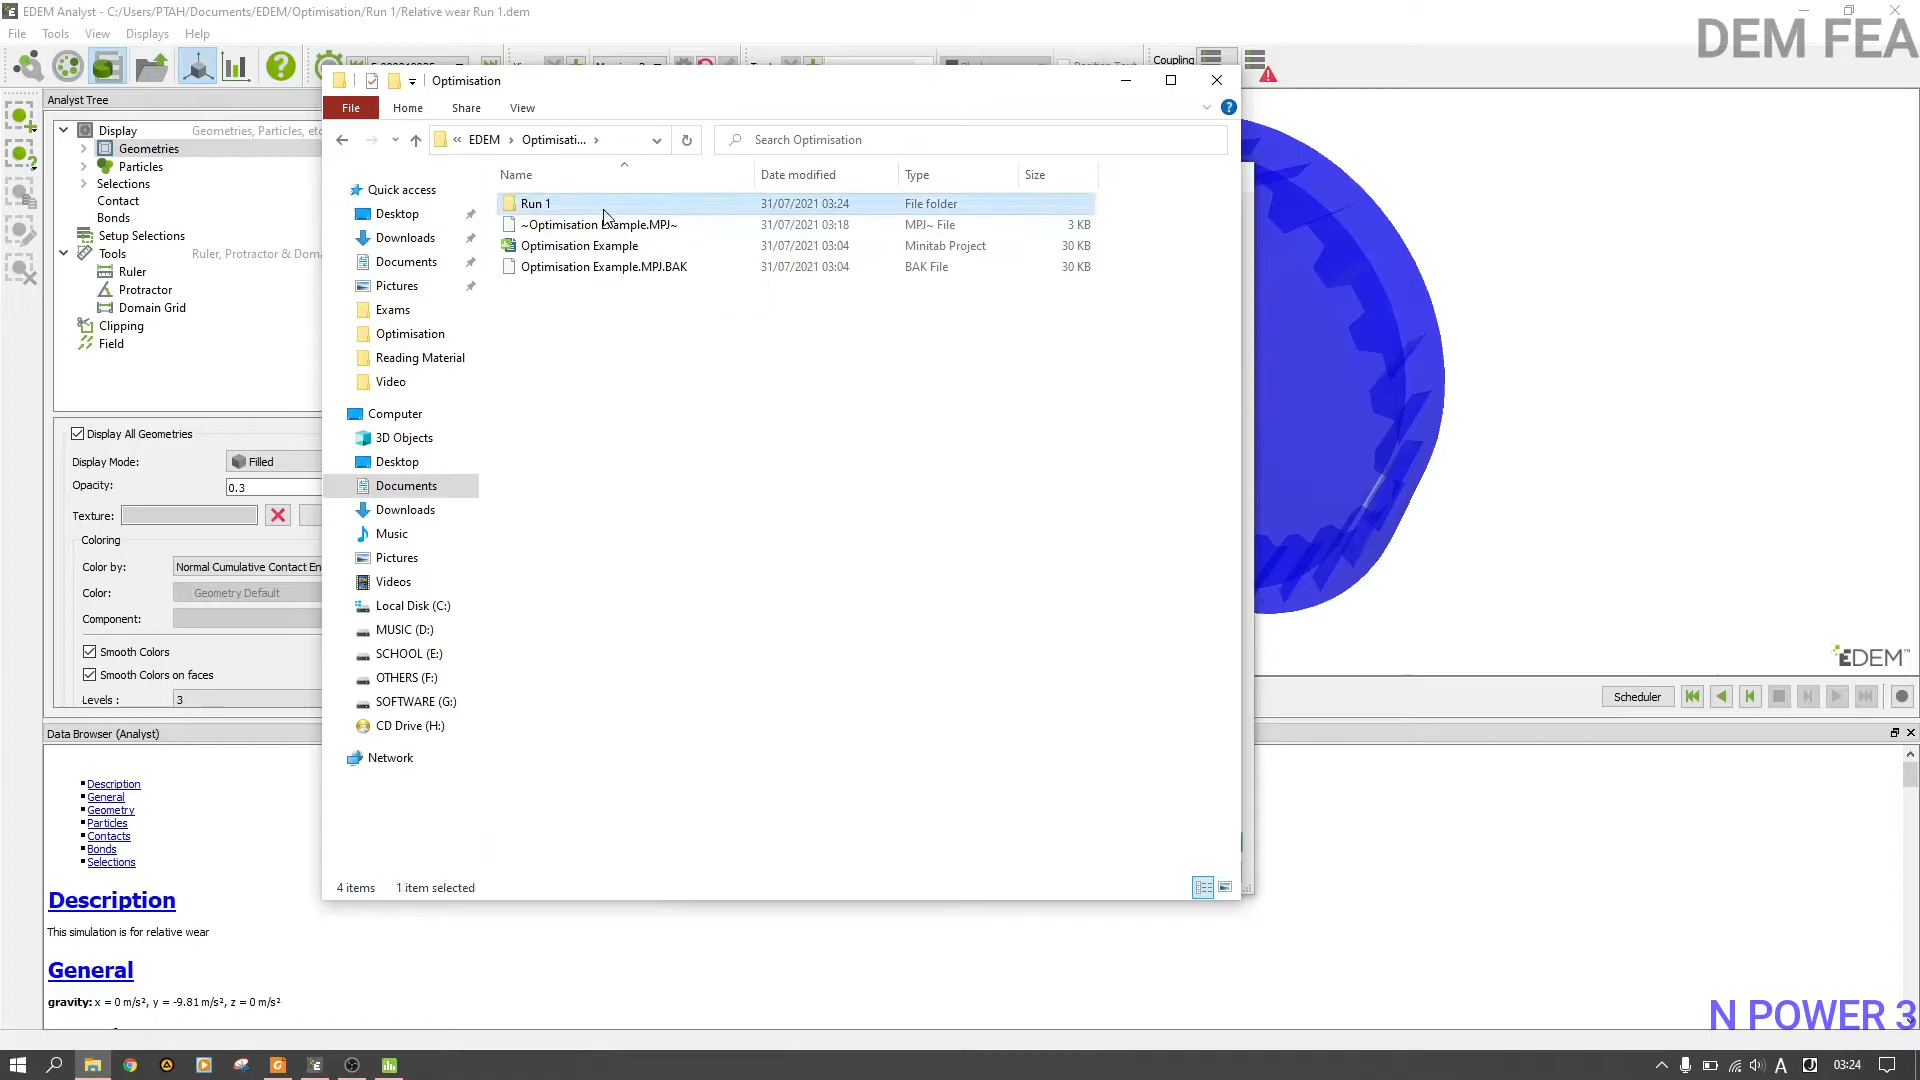 EDEM Analyst - C:/Users/PTAH/Documents/EDEM/Optimisation/Run 1/Relative wear Run 1.dem
File Tools View Displays Help
DEM FEA
Coupling
Analyst Tree
Display Geometries, Particles, etc
Geometries
Particles
Selections
Contact
Bonds
Setup Selections
Tools Ruler, Protractor & Doma
Ruler
Protractor
Domain Grid
Clipping
Field
Display All Geometries
Display Mode: Filled
Opacity: 0.3
Texture:
Coloring
Color by: Normal Cumulative Contact En
Color: Geometry Default
Component:
Smooth Colors
Smooth Colors on faces
Levels : 3
Optimisation
File Home Share View
« EDEM › Optimisati... ›
Search Optimisation
Name Date modified Type Size
Run 1 31/07/2021 03:24 File folder
~Optimisation Example.MPJ~ 31/07/2021 03:18 MPJ~ File 3 KB
Optimisation Example 31/07/2021 03:04 Minitab Project 30 KB
Optimisation Example.MPJ.BAK 31/07/2021 03:04 BAK File 30 KB
Quick access
Desktop
Downloads
Documents
Pictures
Exams
Optimisation
Reading Material
Video
Computer
3D Objects
Desktop
Documents
Downloads
Music
Pictures
Videos
Local Disk (C:)
MUSIC (D:)
SCHOOL (E:)
OTHERS (F:)
SOFTWARE (G:)
CD Drive (H:)
Network
4 items 1 item selected
EDEM™
Scheduler
Data Browser (Analyst)
Description
General
Geometry
Particles
Contacts
Bonds
Selections
Description
This simulation is for relative wear
General
gravity: x = 0 m/s², y = -9.81 m/s², z = 0 m/s²
N POWER 3
A
03:24